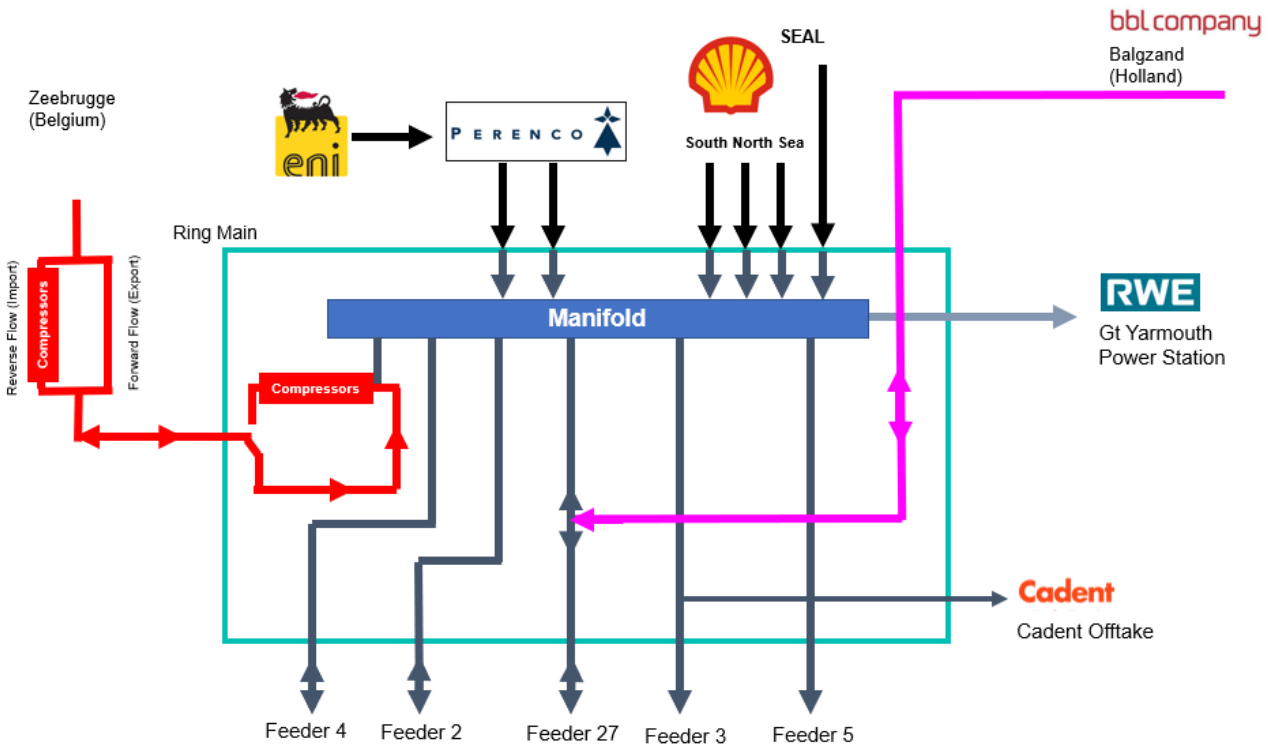 bbl company
Balgzand
(Holland)
SEAL
Zeebrugge
(Belgium)
eni
PERENCO
South North Sea
Ring Main
Reverse Flow (Import)
Compressors
Forward Flow (Export)
Manifold
RWE
Gt Yarmouth
Power Station
Compressors
Cadent
Cadent Offtake
Feeder 4
Feeder 2
Feeder 27
Feeder 3
Feeder 5